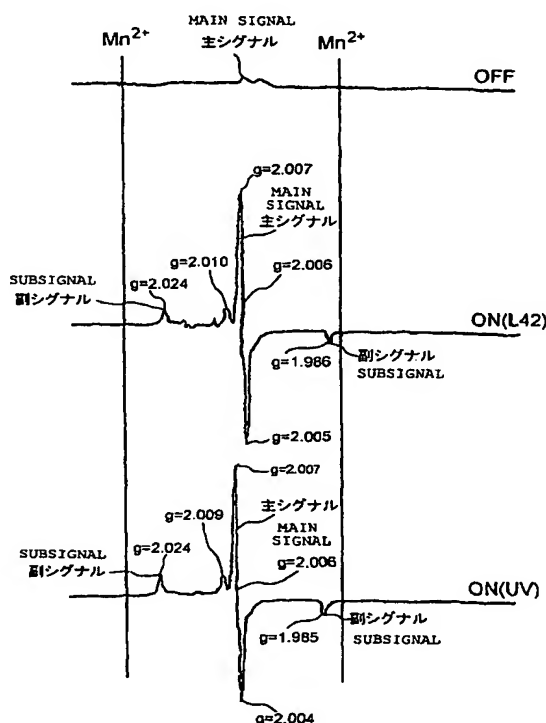 MAIN SIGNAL
Mn2+
主シグナル
Mn2+
OFF
g=2.007
MAIN
SIGNAL
主シグナル
g=2.010
SUBSIGNAL
g=2.024
副シグナル
g=2.006
ON(L42)
副シグナル
g=1.986
SUBSIGNAL
g=2.005
g=2.007
主シグナル
g=2.009
MAIN
SIGNAL
g=2.024
SUBSIGNAL
副シグナル
g=2.006
ON(UV)
副シグナル
g=1.985
SUBSIGNAL
g=2.004